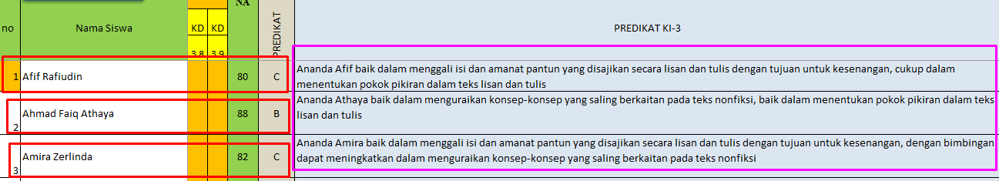 NA
no Nama Siswa KD KD PREDIKAT PREDIKAT KI-3
3.8 3.9
1 Afif Rafiudin 80 C Ananda Afif baik dalam menggali isi dan amanat pantun yang disajikan secara lisan dan tulis dengan tujuan untuk kesenangan, cukup dalam
menentukan pokok pikiran dalam teks lisan dan tulis
2 Ahmad Faiq Athaya 88 B Ananda Athaya baik dalam menguraikan konsep-konsep yang saling berkaitan pada teks nonfiksi, baik dalam menentukan pokok pikiran dalam teks
lisan dan tulis
3 Amira Zerlinda 82 C Ananda Amira baik dalam menggali isi dan amanat pantun yang disajikan secara lisan dan tulis dengan tujuan untuk kesenangan, dengan bimbingan
dapat meningkatkan dalam menguraikan konsep-konsep yang saling berkaitan pada teks nonfiksi